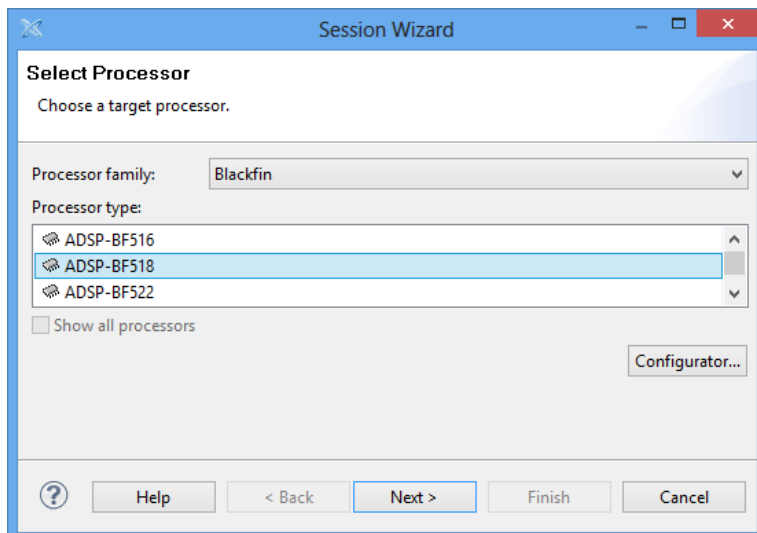 Session Wizard
Select Processor
Choose a target processor.
Processor family: Blackfin
Processor type:
ADSP-BF516
ADSP-BF518
ADSP-BF522
Show all processors
Configurator...
? Help < Back Next > Finish Cancel